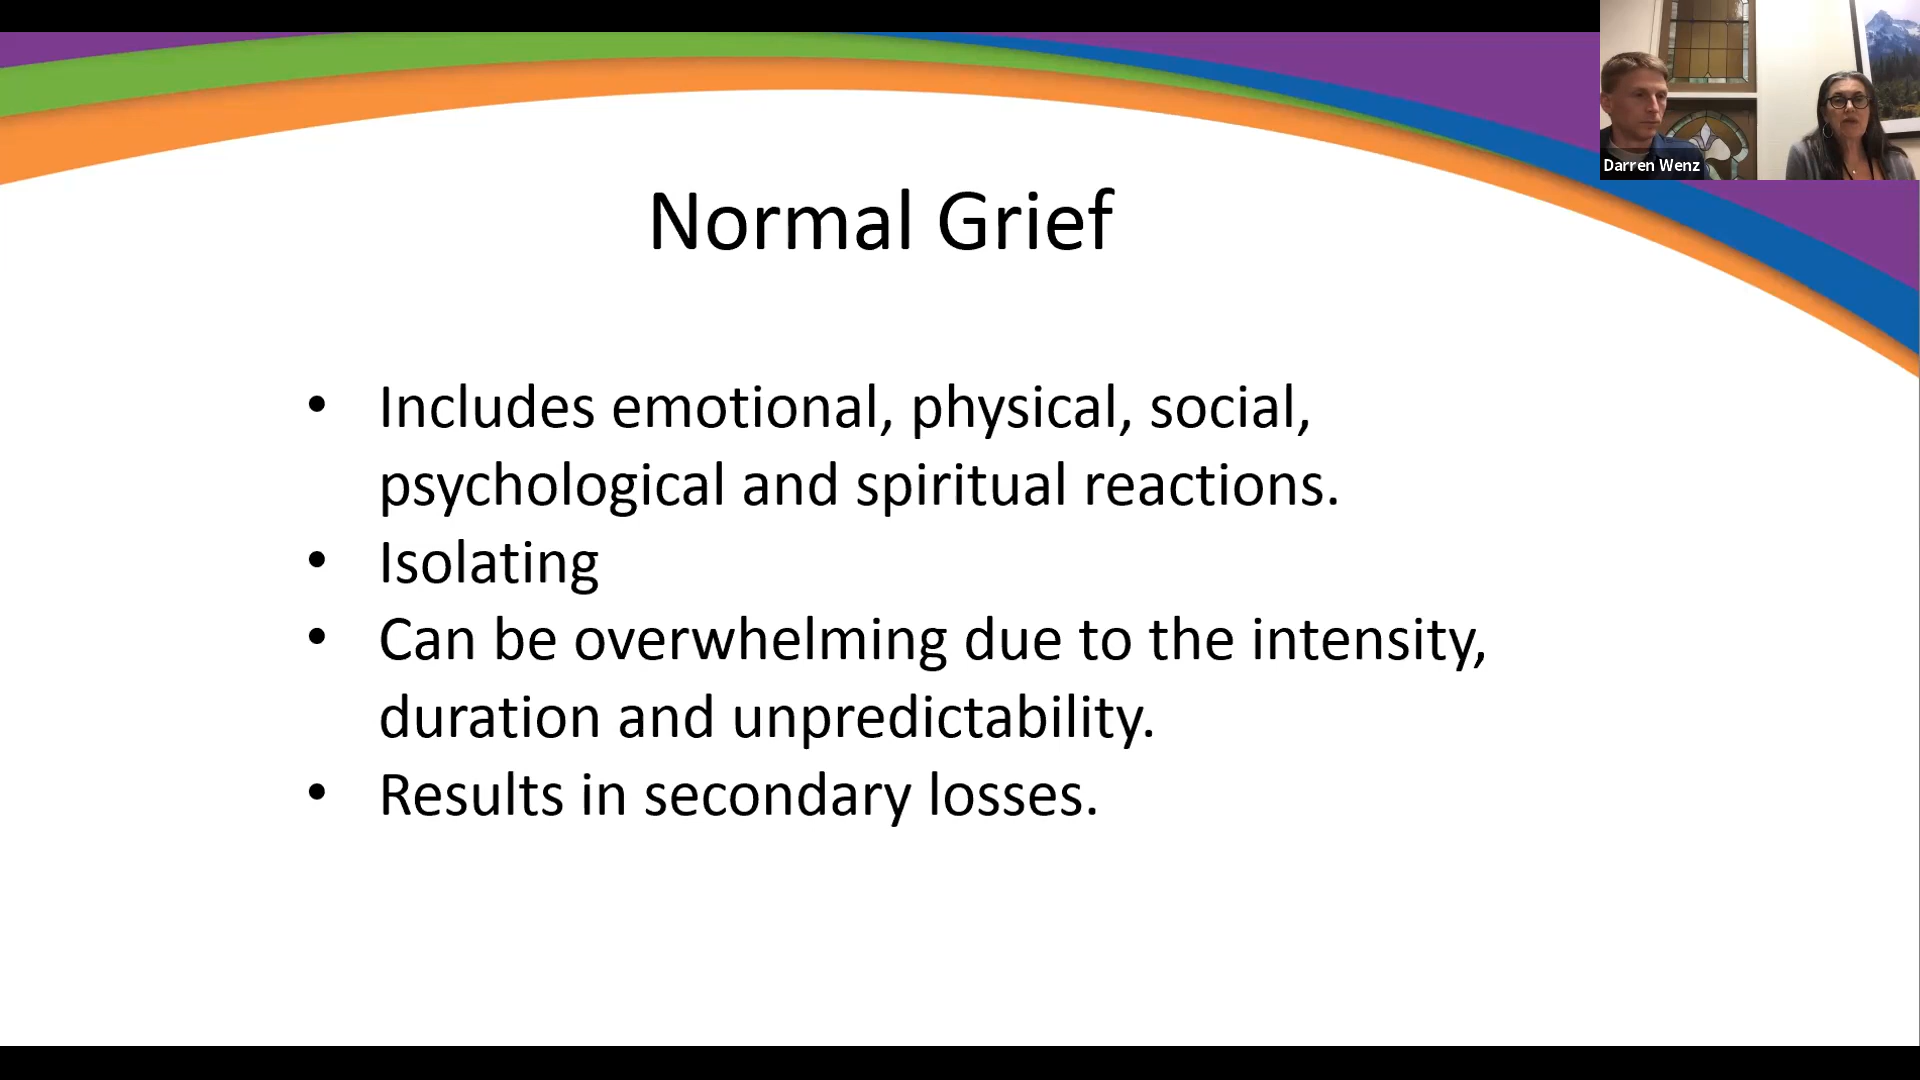 Darren Wenz
Normal Grief
• Includes emotional, physical, social,
psychological and spiritual reactions.
• Isolating
• Can be overwhelming due to the intensity,
duration and unpredictability.
• Results in secondary losses.